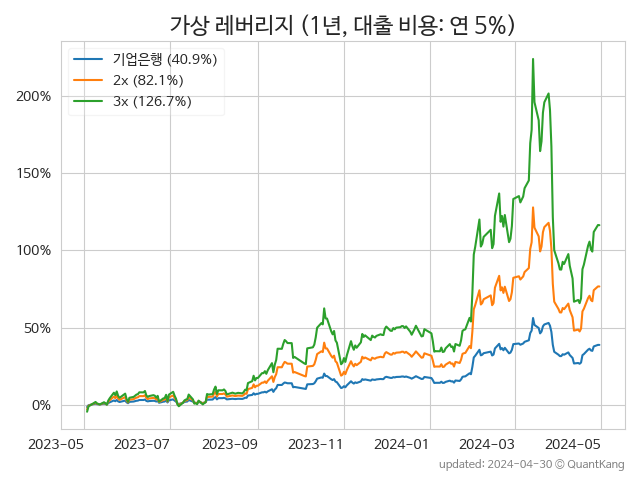 가상 레버리지 (1년, 대출 비용: 연 5%)
기업은행 (40.9%)
2x (82.1%)
3x (126.7%)
200%
150%
100%
50%
0%
2023-05 2023-07 2023-09 2023-11 2024-01 2024-03 2024-05
updated: 2024-04-30 © QuantKang